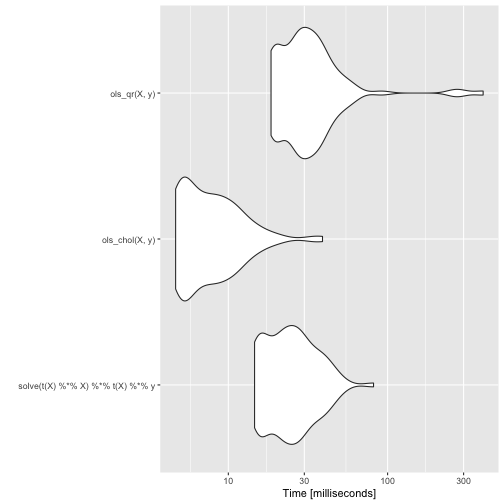 ols_qr(X, y)
ols_chol(X, y)
solve(t(X) %*% X) %*% t(X) %*% y
10
30
100
300
Time [milliseconds]